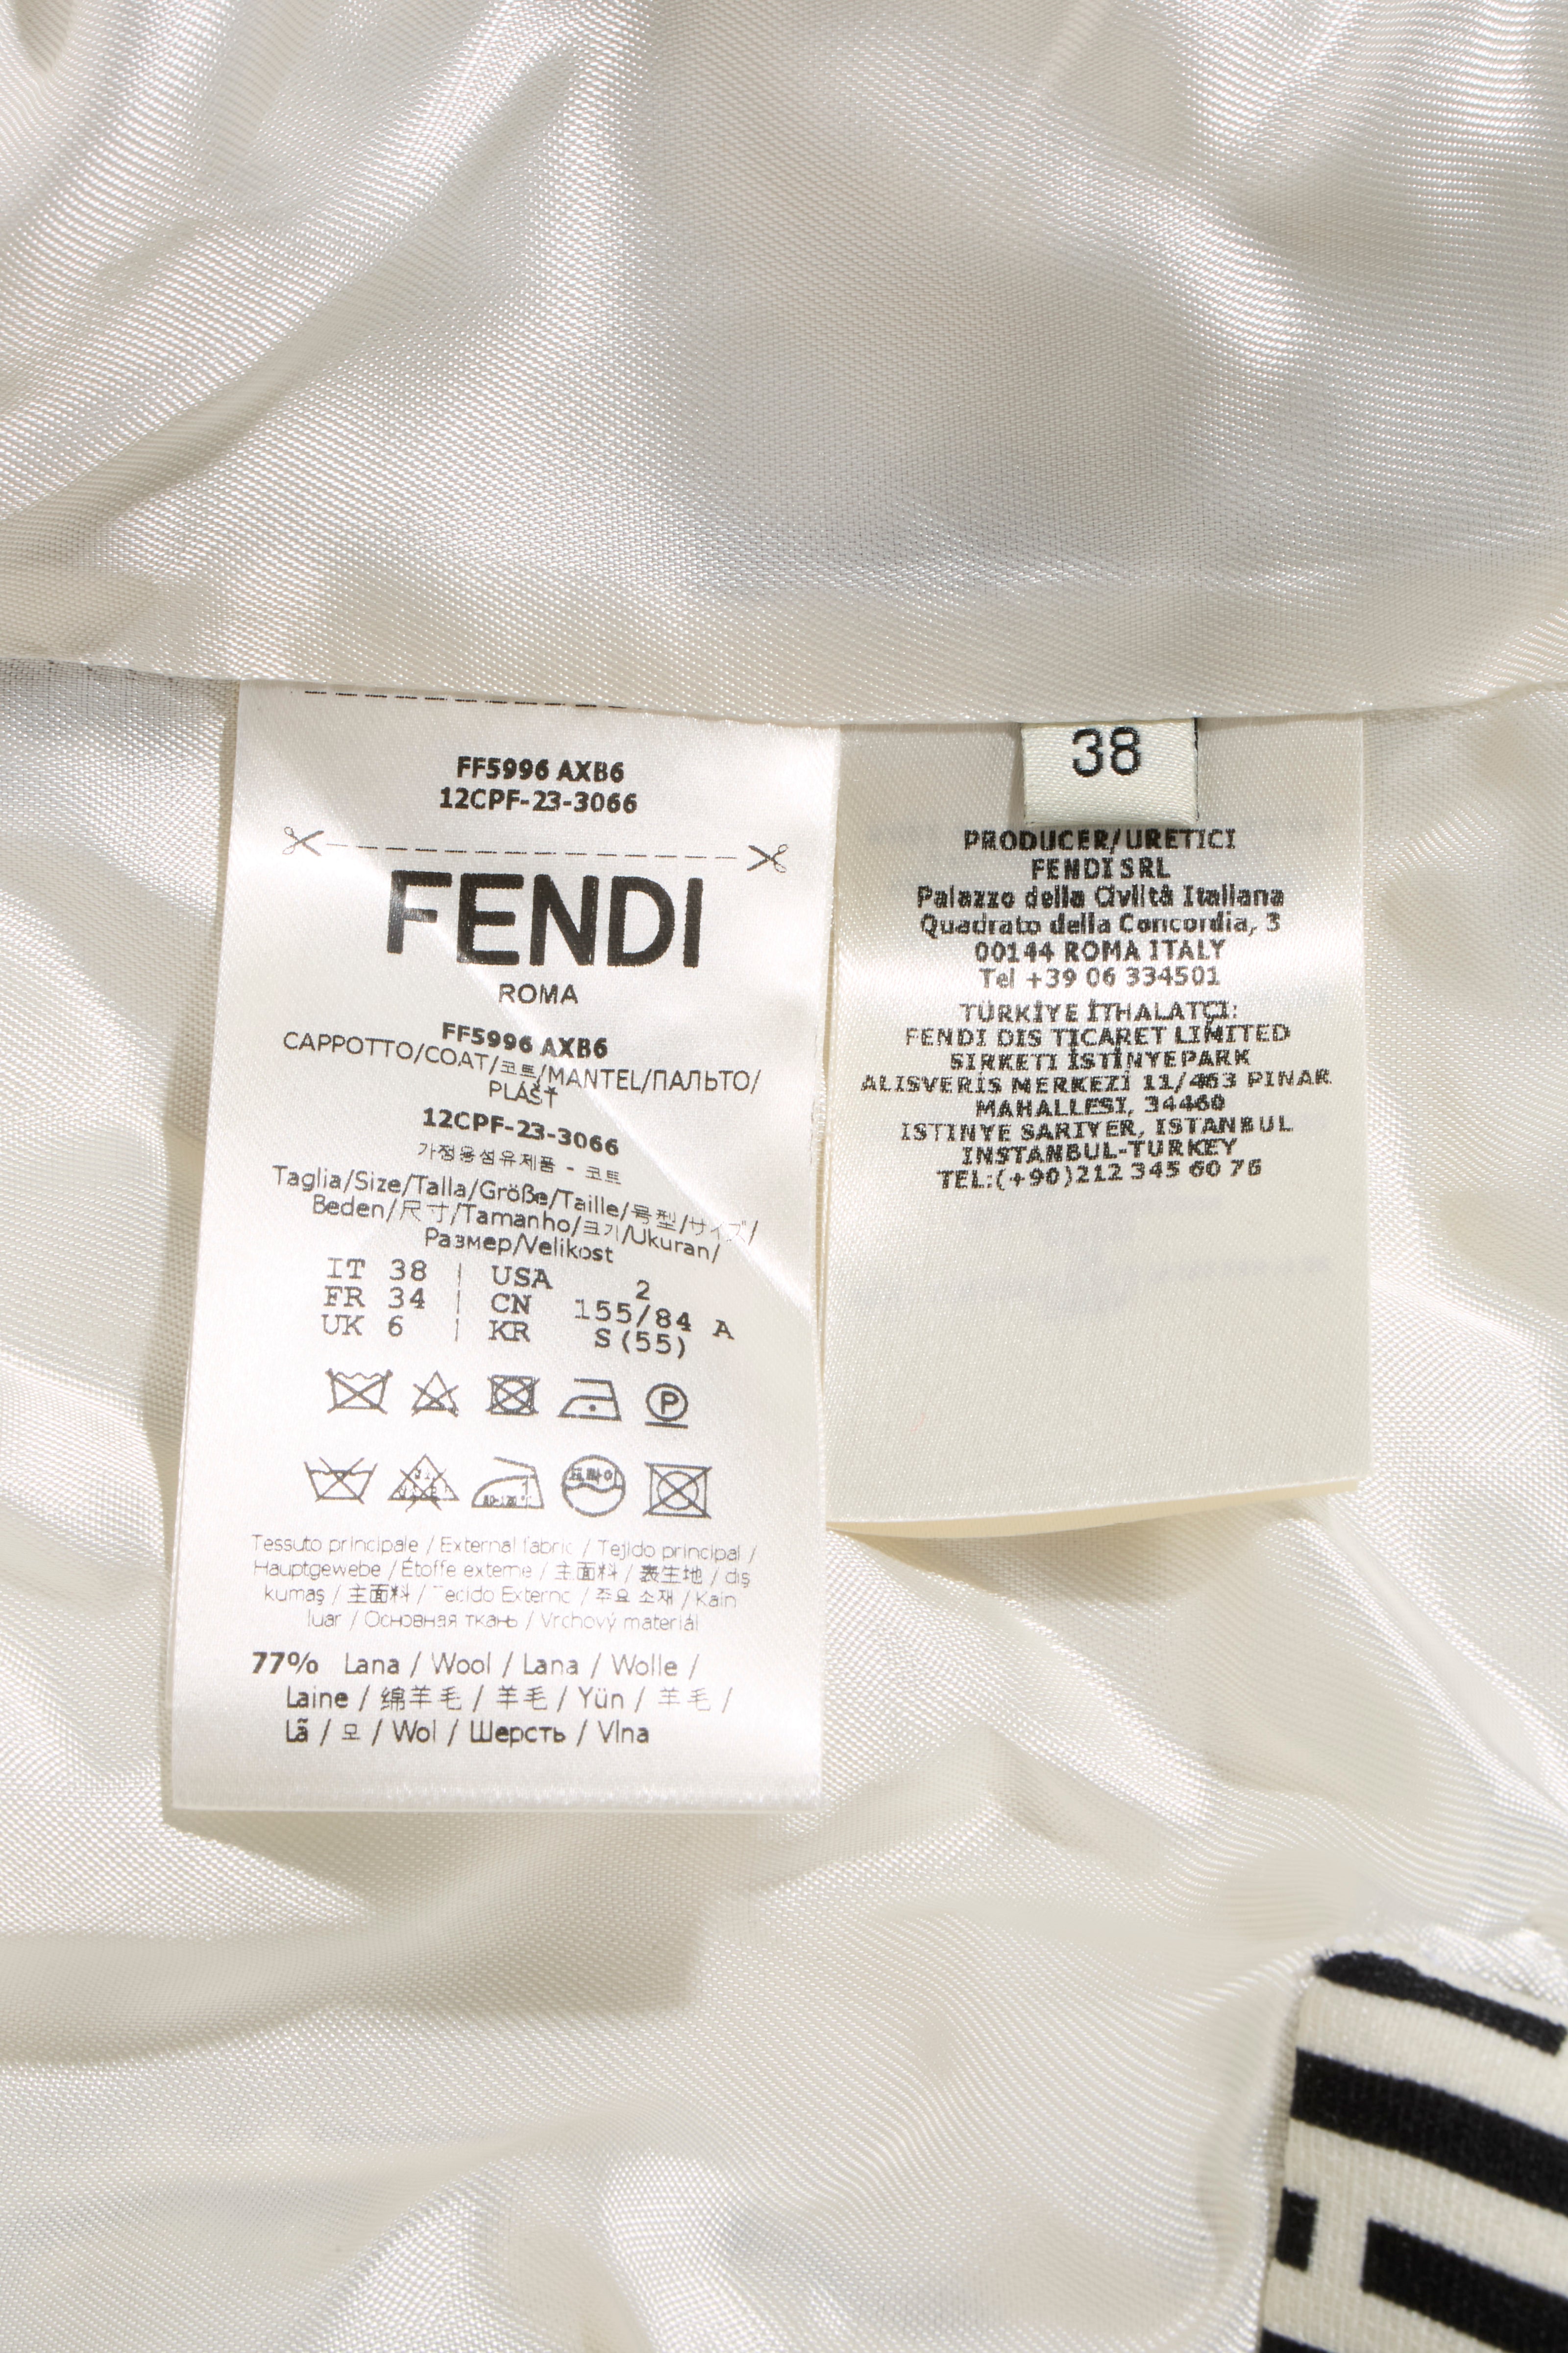 FF5996 AXB6
12CPF-23-3066
FENDI
ROMA
FF5996 AXB6
CAPPOTTO/COAT/코트/MANTEL/ПАЛЬТО/
PLÁŠŤ
12CPF-23-3066
가정용섬유제품 - 코트
Taglia/Size/Talla/Größe/Taille/号型/サイズ/
Beden/尺寸/Tamanho/크기/Ukuran/
Размер/Velikost
IT 38 | USA 2
FR 34 | CN 155/84 A
UK 6 | KR S(55)
P
드라이
80-120°C
Tessuto principale / External fabric / Tejido principal /
Hauptgewebe / Étoffe externe / 主面料 / 表生地 / dış
kumaş / 主面料 / Tecido Externo / 주요 소재 / Kain
luar / Основная ткань / Vrchový materiál
77% Lana / Wool / Lana / Wolle /
Laine / 绵羊毛 / 羊毛 / Yün / 羊毛 /
Lã / 모 / Wol / Шерсть / Vlna
38
PRODUCER/URETICI
FENDI SRL
Palazzo della Civiltà Italiana
Quadrato della Concordia, 3
00144 ROMA ITALY
Tel +39 06 334501
TÜRKİYE İTHALATÇI:
FENDI DIS TICARET LIMITED
SIRKETI İSTİNYEPARK
ALISVERİS MERKEZİ 11/463 PINAR
MAHALLESI, 34460
ISTINYE SARIYER, ISTANBUL
INSTANBUL-TURKEY
TEL:(+90)212 345 60 76